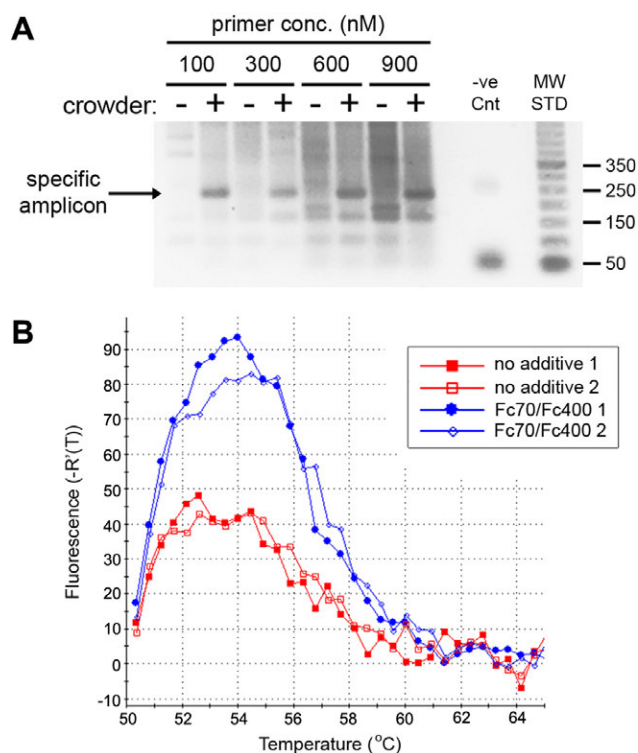 A
primer conc. (nM)
100 300 600 900
crowder: - + - + - + - +
-ve Cnt
MW STD
specific amplicon
350
250
150
50
B
Fluorescence (-R'(T))
90
80
70
60
50
40
30
20
10
0
-10
no additive 1
no additive 2
Fc70/Fc400 1
Fc70/Fc400 2
50 52 54 56 58 60 62 64
Temperature (°C)